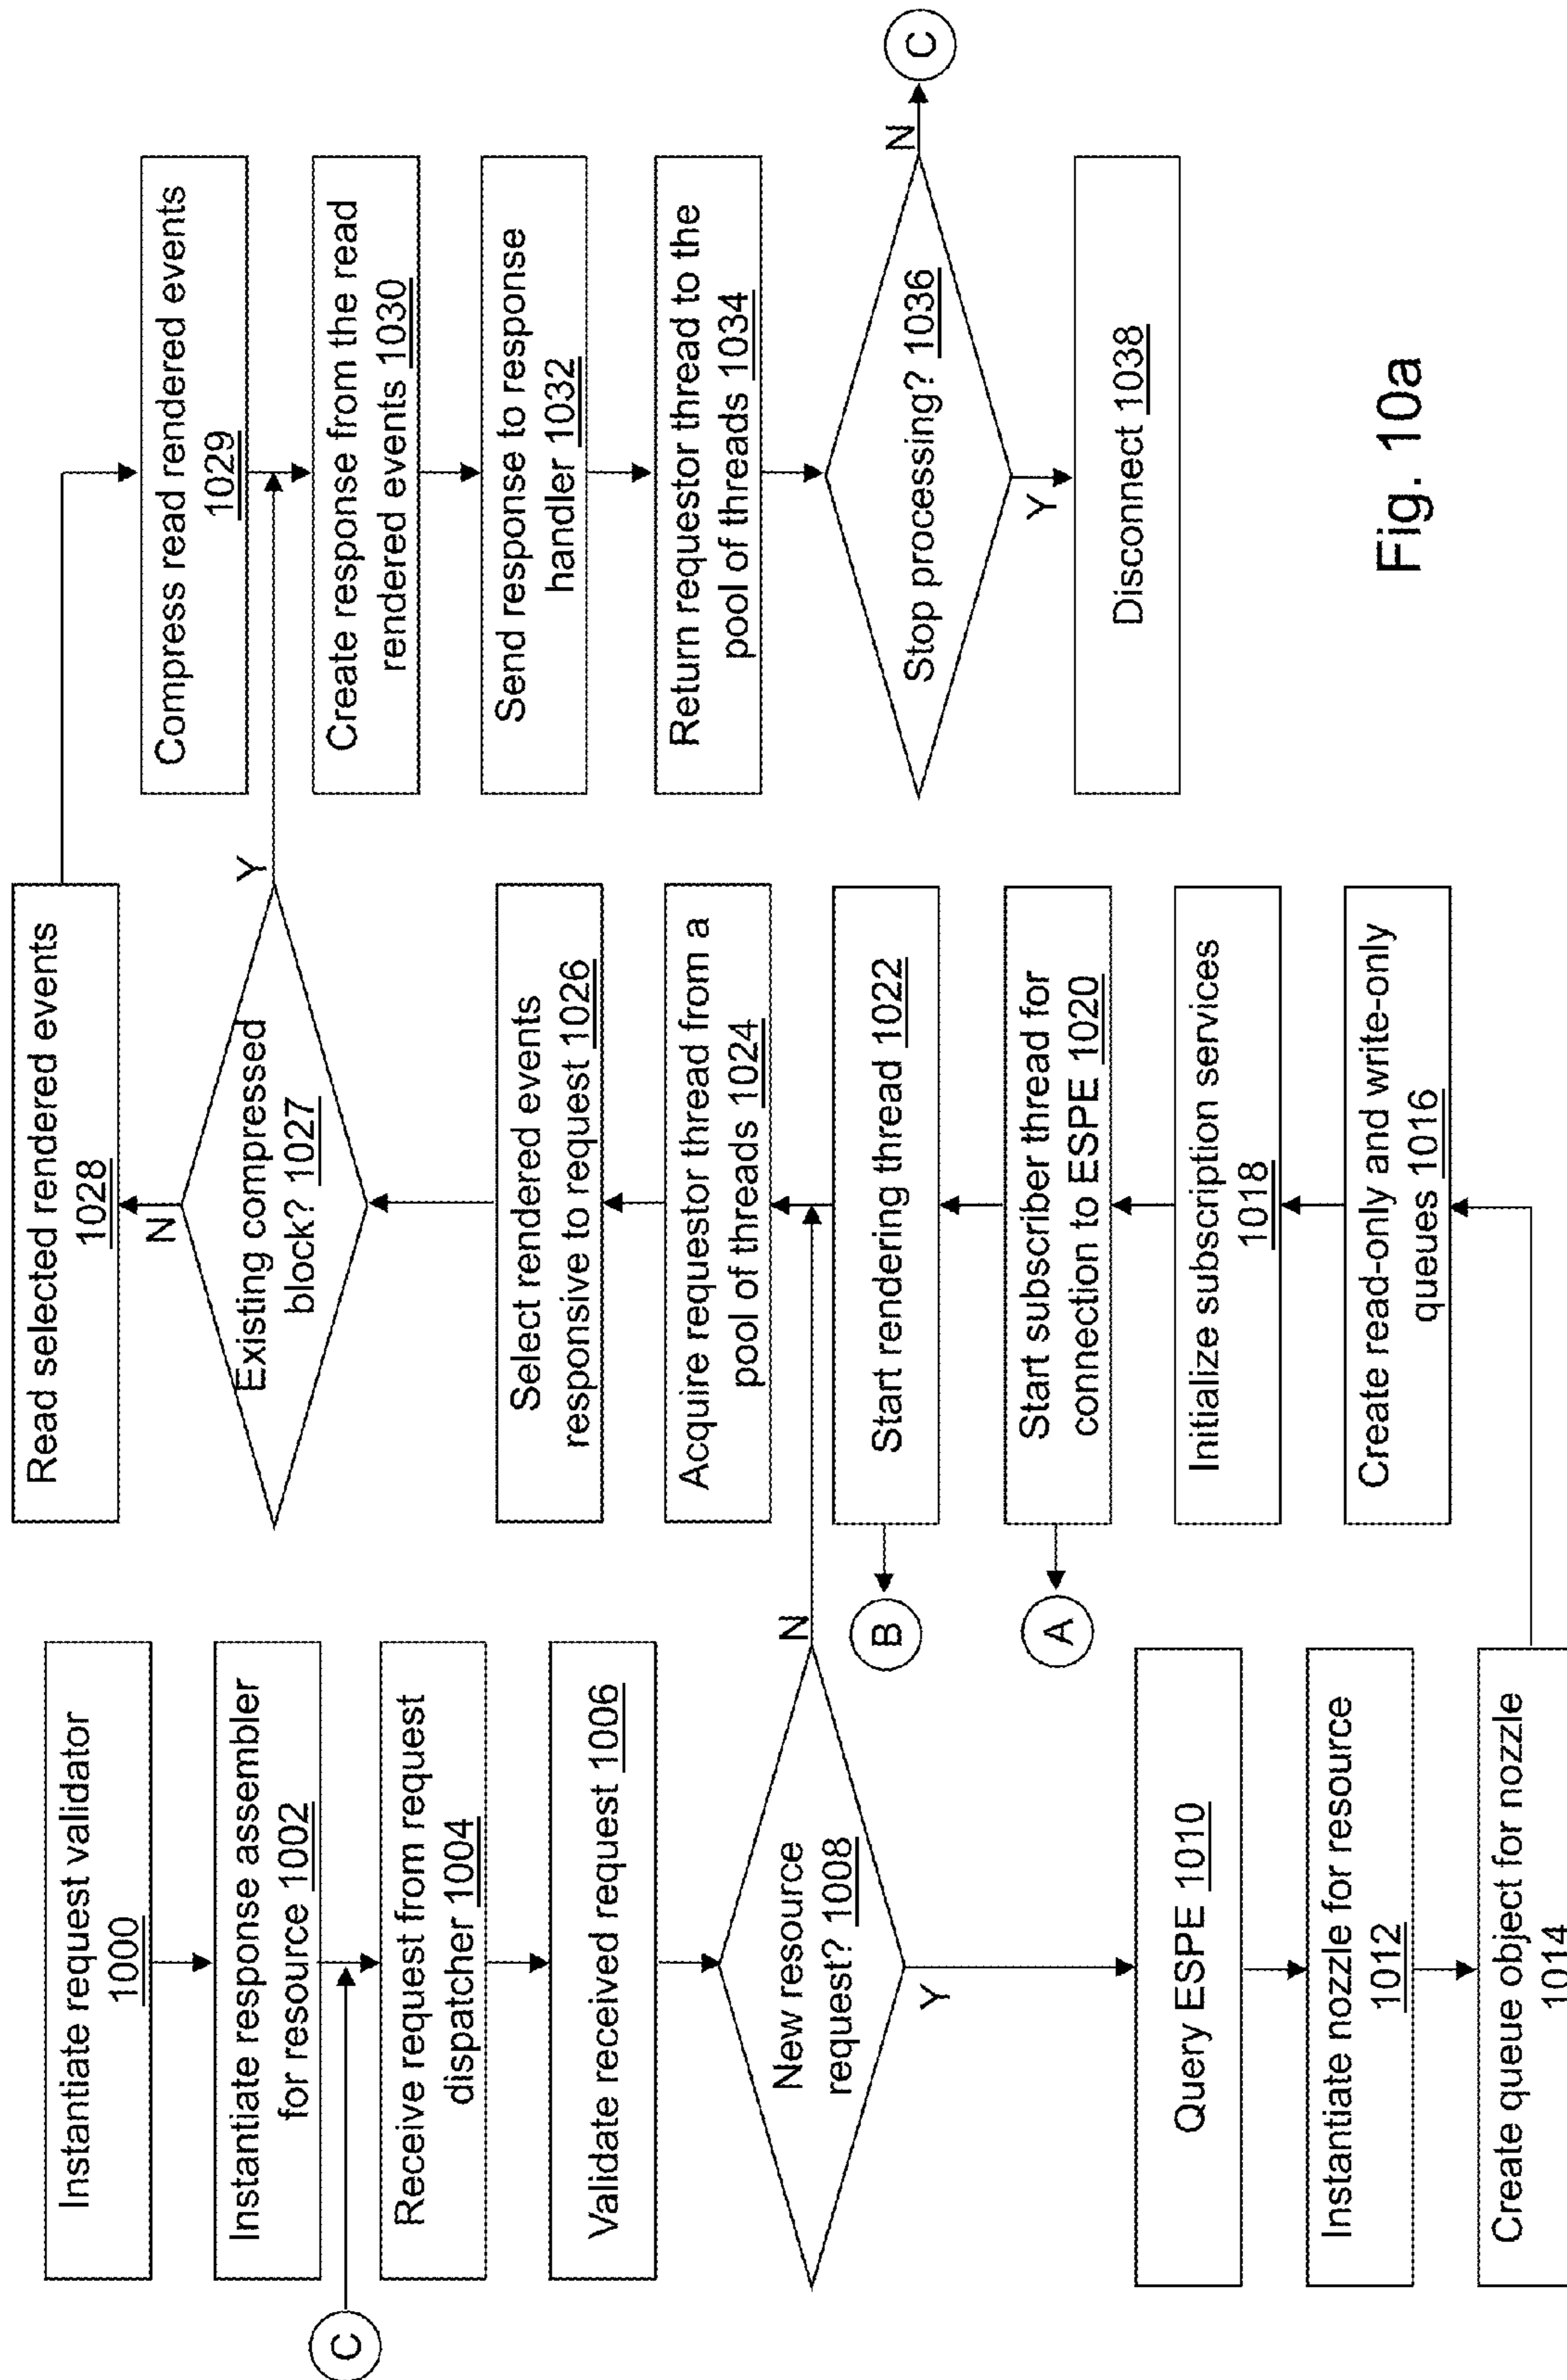 Instantiate request validator
1000
Instantiate response assembler
for resource 1002
C
Receive request from request
dispatcher 1004
Validate received request 1006
New resource
request? 1008
N
Y
Query ESPE 1010
Instantiate nozzle for resource
1012
Create queue object for nozzle
1014
Read selected rendered events
1028
N
Existing compressed
block? 1027
Y
Select rendered events
responsive to request 1026
Acquire requestor thread from a
pool of threads 1024
Start rendering thread 1022
B
Start subscriber thread for
connection to ESPE 1020
A
Initialize subscription services
1018
Create read-only and write-only
queues 1016
Compress read rendered events
1029
Create response from the read
rendered events 1030
Send response to response
handler 1032
Return requestor thread to the
pool of threads 1034
Stop processing? 1036
N
C
Y
Disconnect 1038
Fig. 10a